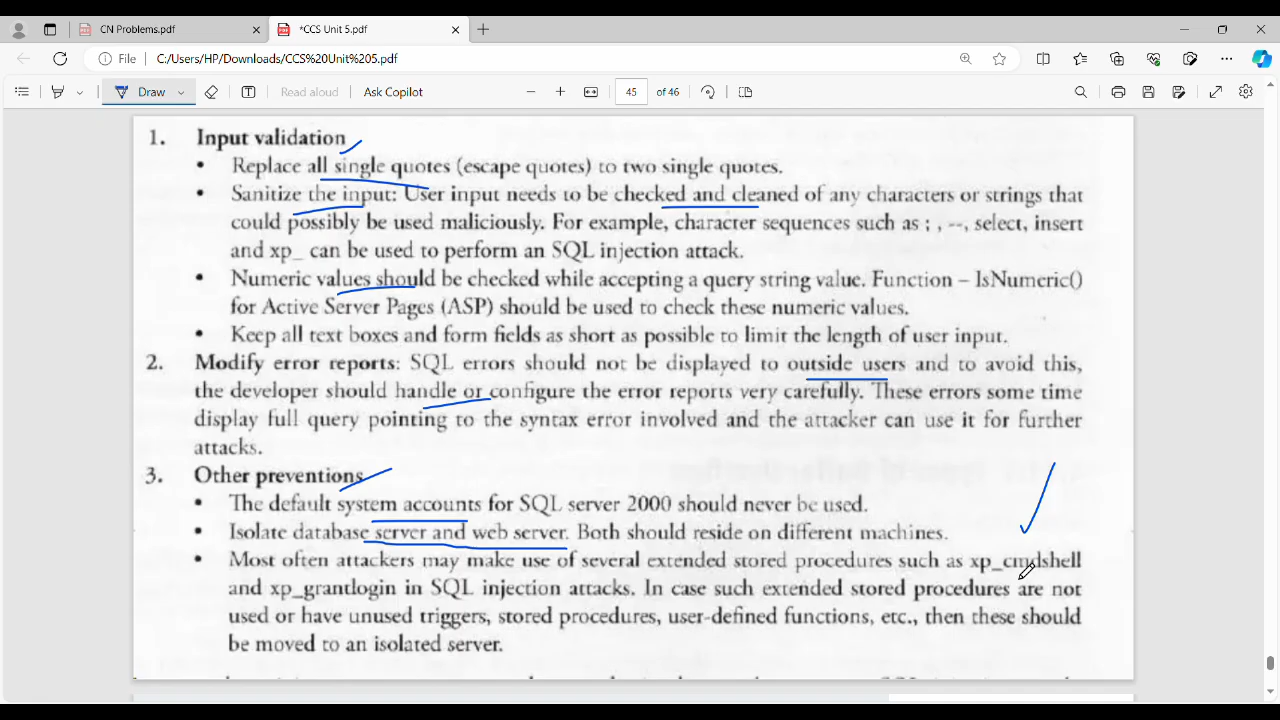 CN Problems.pdf
*CCS Unit 5.pdf
File
C:/Users/HP/Downloads/CCS%20Unit%205.pdf
Draw
Read aloud
Ask Copilot
45
of 46
1. Input validation
• Replace all single quotes (escape quotes) to two single quotes.
• Sanitize the input: User input needs to be checked and cleaned of any characters or strings that
could possibly be used maliciously. For example, character sequences such as ; , --, select, insert
and xp_ can be used to perform an SQL injection attack.
• Numeric values should be checked while accepting a query string value. Function – IsNumeric()
for Active Server Pages (ASP) should be used to check these numeric values.
• Keep all text boxes and form fields as short as possible to limit the length of user input.
2. Modify error reports: SQL errors should not be displayed to outside users and to avoid this,
the developer should handle or configure the error reports very carefully. These errors some time
display full query pointing to the syntax error involved and the attacker can use it for further
attacks.
3. Other preventions
• The default system accounts for SQL server 2000 should never be used.
• Isolate database server and web server. Both should reside on different machines.
• Most often attackers may make use of several extended stored procedures such as xp_cmdshell
and xp_grantlogin in SQL injection attacks. In case such extended stored procedures are not
used or have unused triggers, stored procedures, user-defined functions, etc., then these should
be moved to an isolated server.